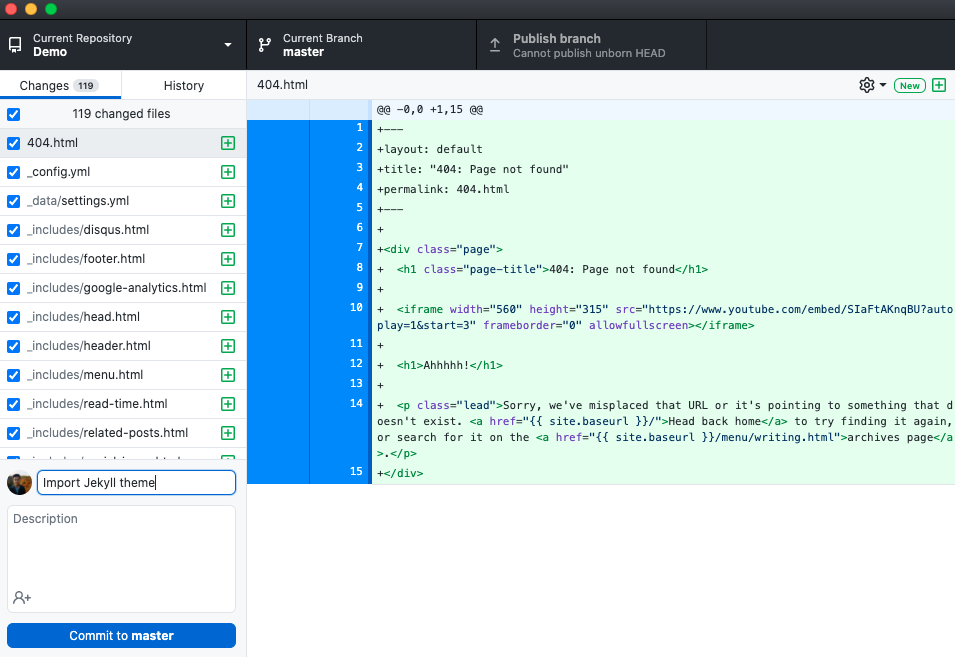 Current Repository
Demo
Current Branch
master
Publish branch
Cannot publish unborn HEAD
Changes 119
History
404.html
New
119 changed files
404.html
_config.yml
_data/settings.yml
_includes/disqus.html
_includes/footer.html
_includes/google-analytics.html
_includes/head.html
_includes/header.html
_includes/menu.html
_includes/read-time.html
_includes/related-posts.html
Import Jekyll theme
Description
Commit to master
@@ -0,0 +1,15 @@
1 +---
2 +layout: default
3 +title: "404: Page not found"
4 +permalink: 404.html
5 +---
6 +
7 +<div class="page">
8 +  <h1 class="page-title">404: Page not found</h1>
9 +
10 +  <iframe width="560" height="315" src="https://www.youtube.com/embed/SIaFtAKnqBU?auto
play=1&start=3" frameborder="0" allowfullscreen></iframe>
11 +
12 +  <h1>Ahhhhh!</h1>
13 +
14 +  <p class="lead">Sorry, we've misplaced that URL or it's pointing to something that d
oesn't exist. <a href="{{ site.baseurl }}/">Head back home</a> to try finding it again,
or search for it on the <a href="{{ site.baseurl }}/menu/writing.html">archives page</a
>.</p>
15 +</div>